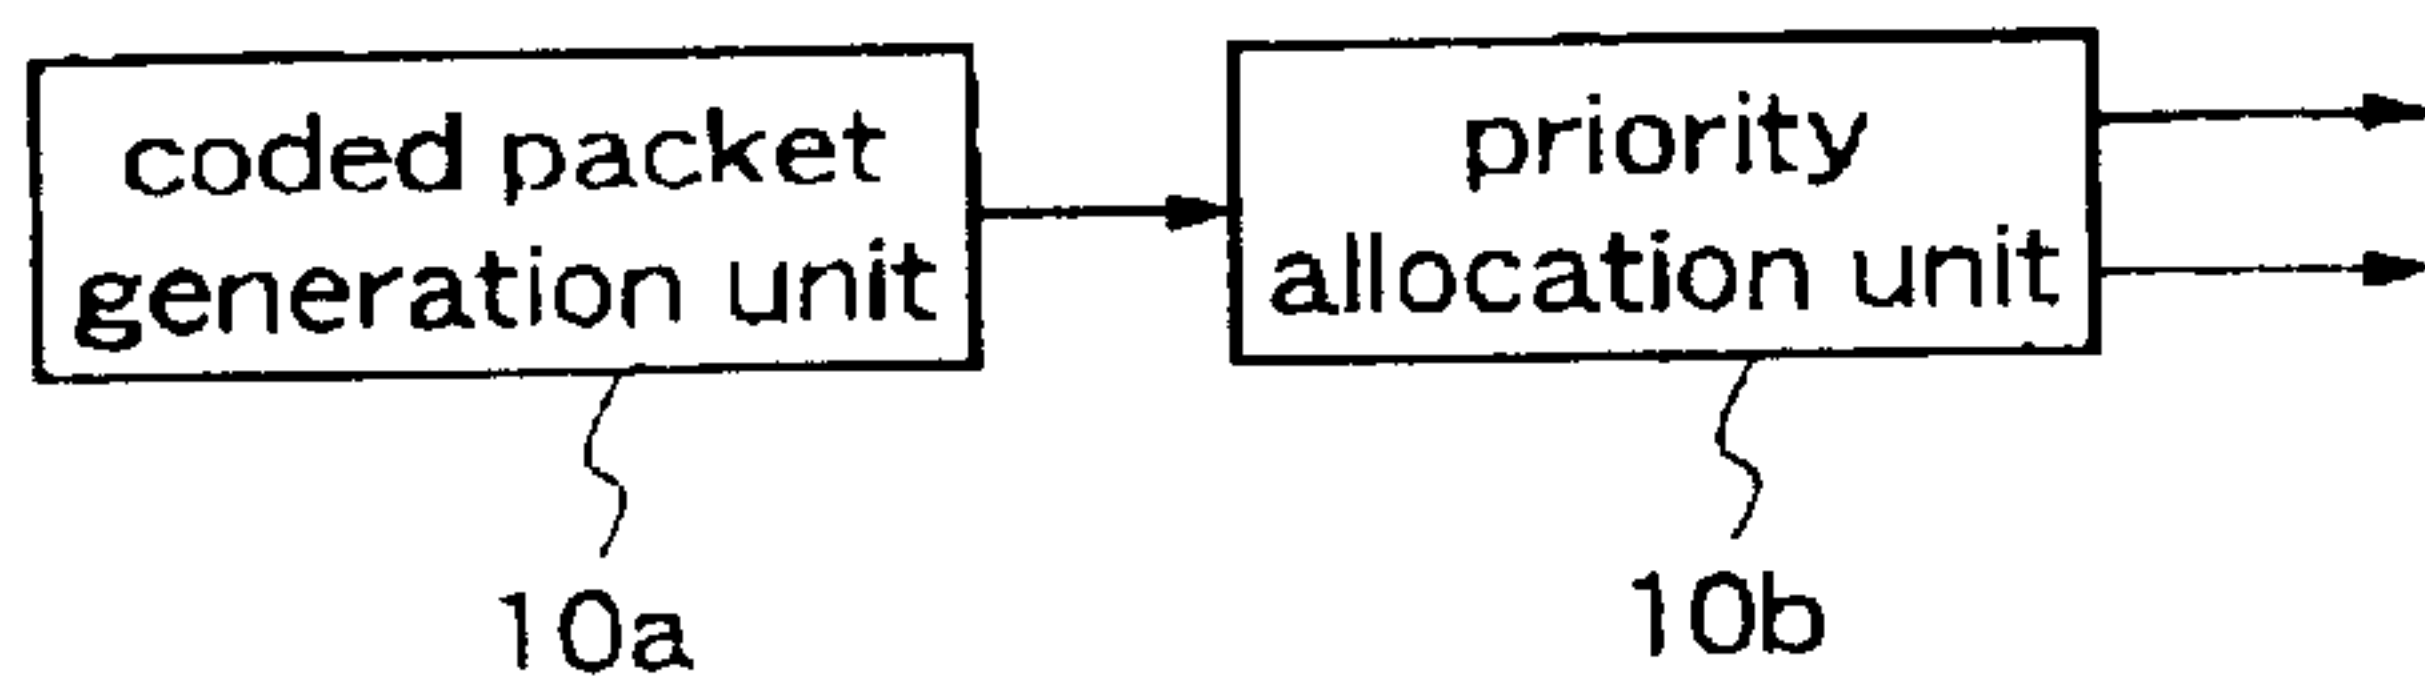 coded packet
generation unit
priority
allocation unit
10a
10b